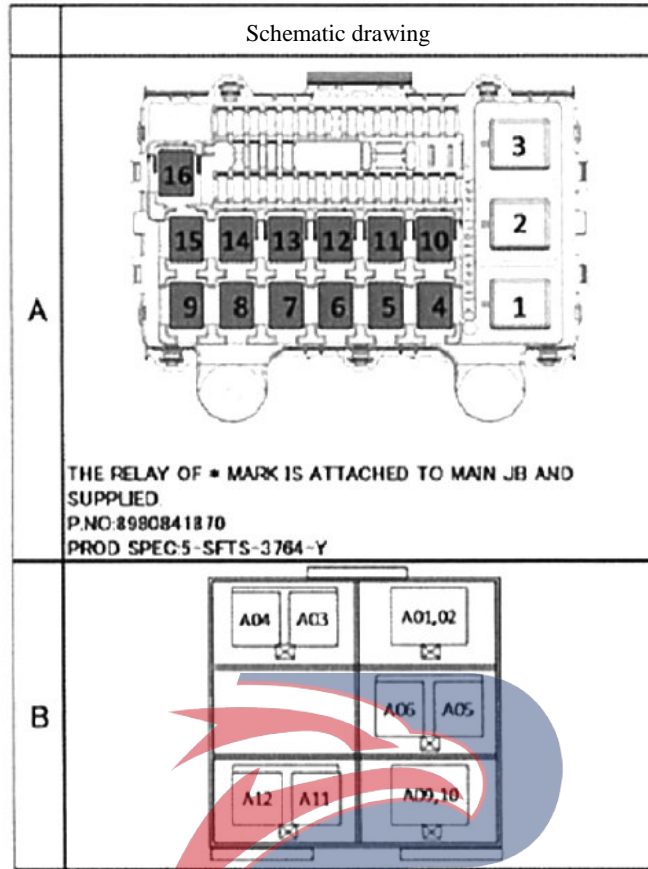 Schematic drawing
A
3
16
2
15 14 13 12 11 10
9 8 7 6 5 4
1
THE RELAY OF * MARK IS ATTACHED TO MAIN JB AND
SUPPLIED.
P.NO:8980841870
PROD SPEC:5-SFTS-3764-Y
B
A04 A03 A01,02
A06 A05
A12 A11 A09,10